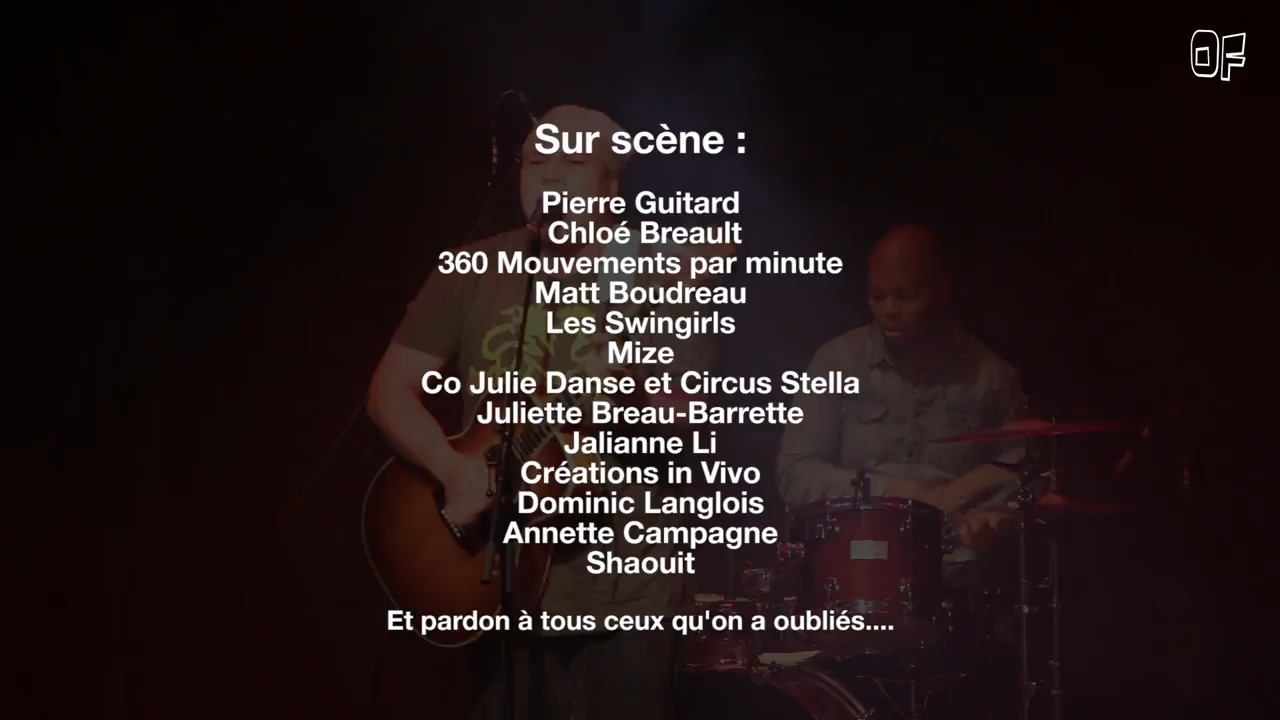 OF
Sur scène :
Pierre Guitard
Chloé Breault
360 Mouvements par minute
Matt Boudreau
Les Swingirls
Mize
Co Julie Danse et Circus Stella
Juliette Breau-Barrette
Jalianne Li
Créations in Vivo
Dominic Langlois
Annette Campagne
Shaouit
Et pardon à tous ceux qu'on a oubliés....